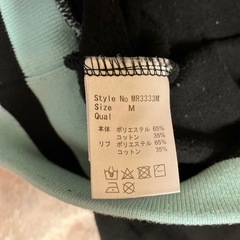 Style No MR3333M
Size M
Qual
本体 ポリエステル 65%
コットン 35%
リブ ポリエステル 65%
コットン 35%